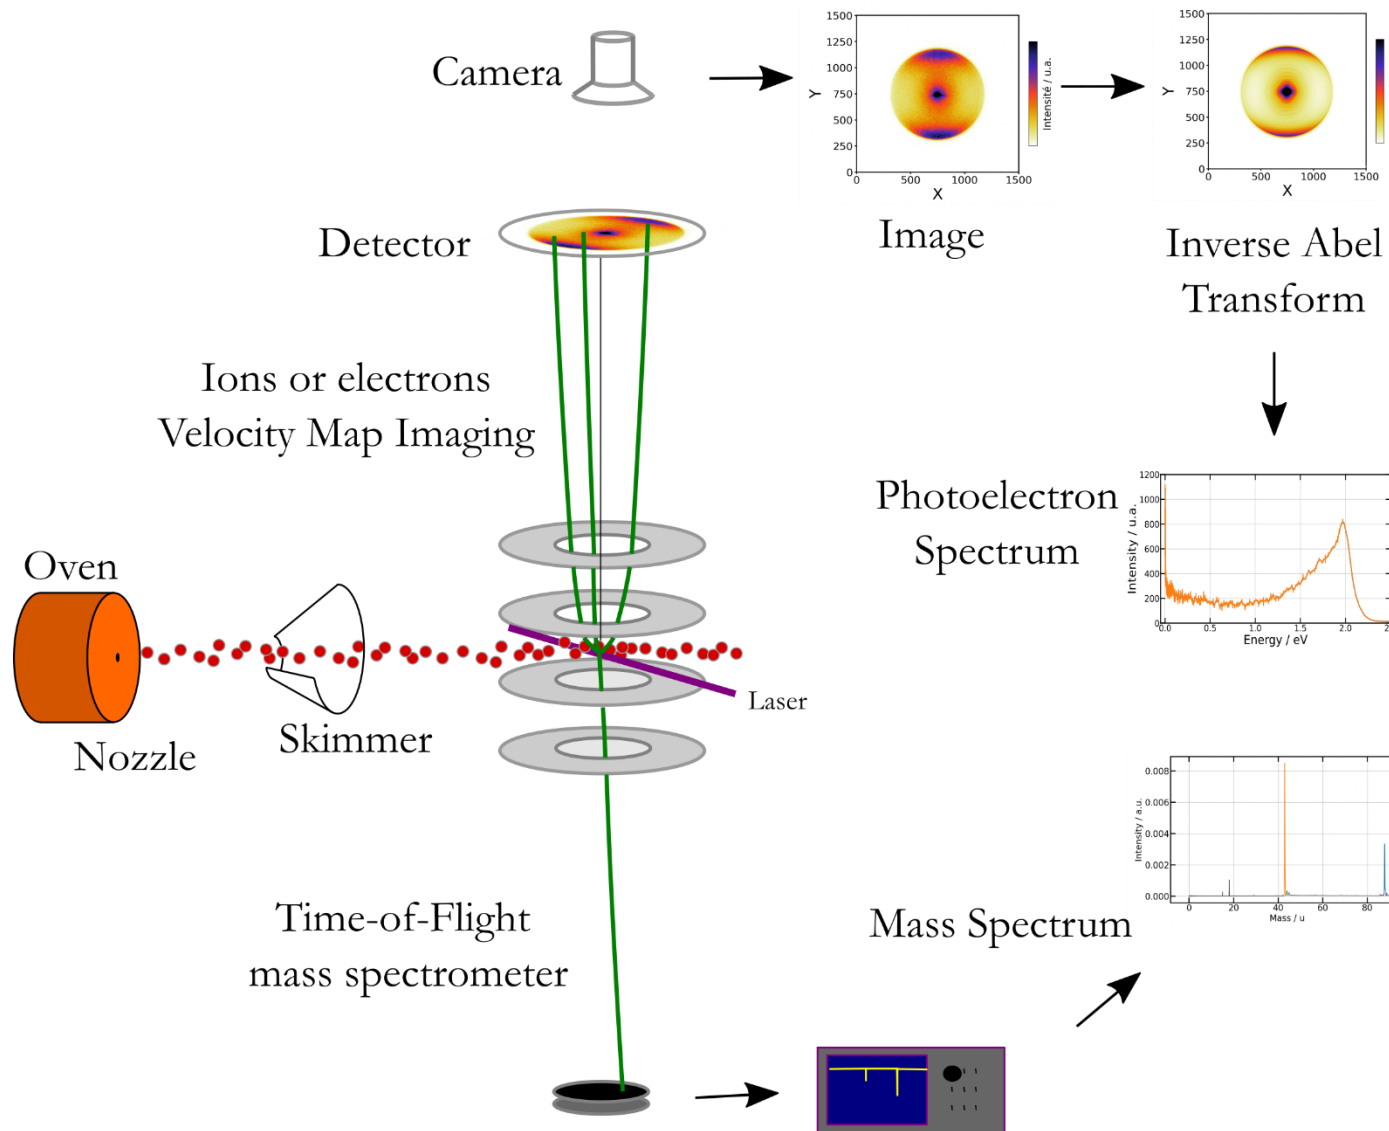 Camera
1500
1250
1000
750
500
250
0
Y
0 500 1000 1500
X
Intensité / u.a.
1500
1250
1000
750
500
250
0
Y
0 500 1000 1500
X
Detector
Image
Inverse Abel
Transform
Ions or electrons
Velocity Map Imaging
Photoelectron
Spectrum
1200
1000
800
600
400
200
0
Intensity / u.a.
0.0 0.5 1.0 1.5 2.0
Energy / eV
Oven
Nozzle
Skimmer
Laser
0.008
0.006
0.004
0.002
0.000
Intensity / a.u.
0 20 40 60 80
Mass / u
Time-of-Flight
mass spectrometer
Mass Spectrum